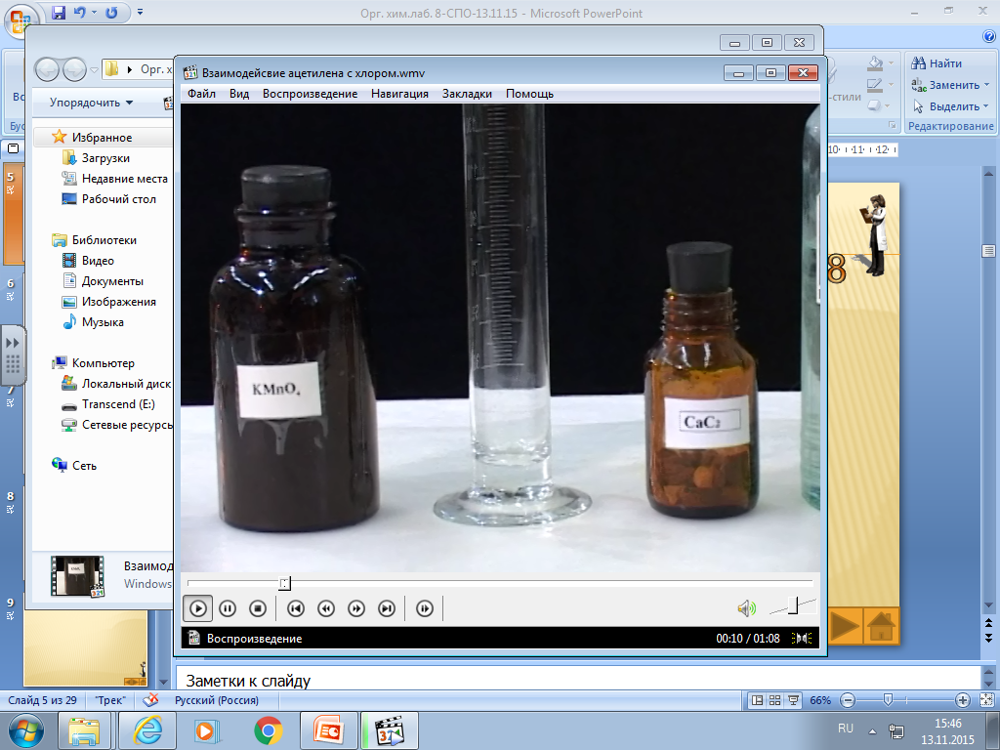 Орг. хим.лаб. 8-СПО-13.11.15 - Microsoft PowerPoint
Найти
Заменить
Выделить
Редактирование
-стили
Вс
Бус
Орг. х
Упорядочить
Избранное
Загрузки
Недавние места
Рабочий стол
Библиотеки
Видео
Документы
Изображения
Музыка
Компьютер
Локальный диск
Transcend (E:)
Сетевые ресурсы
Сеть
Взаимод
Windows
Взаимодейсвие ацетилена с хлором.wmv
Файл Вид Воспроизведение Навигация Закладки Помощь
KMnO₄
CaC₂
Воспроизведение 00:10 / 01:08
10 11 12
8
5
6
7
8
9
Заметки к слайду
Слайд 5 из 29 "Трек" Русский (Россия) 66%
321
RU 15:46
13.11.2015